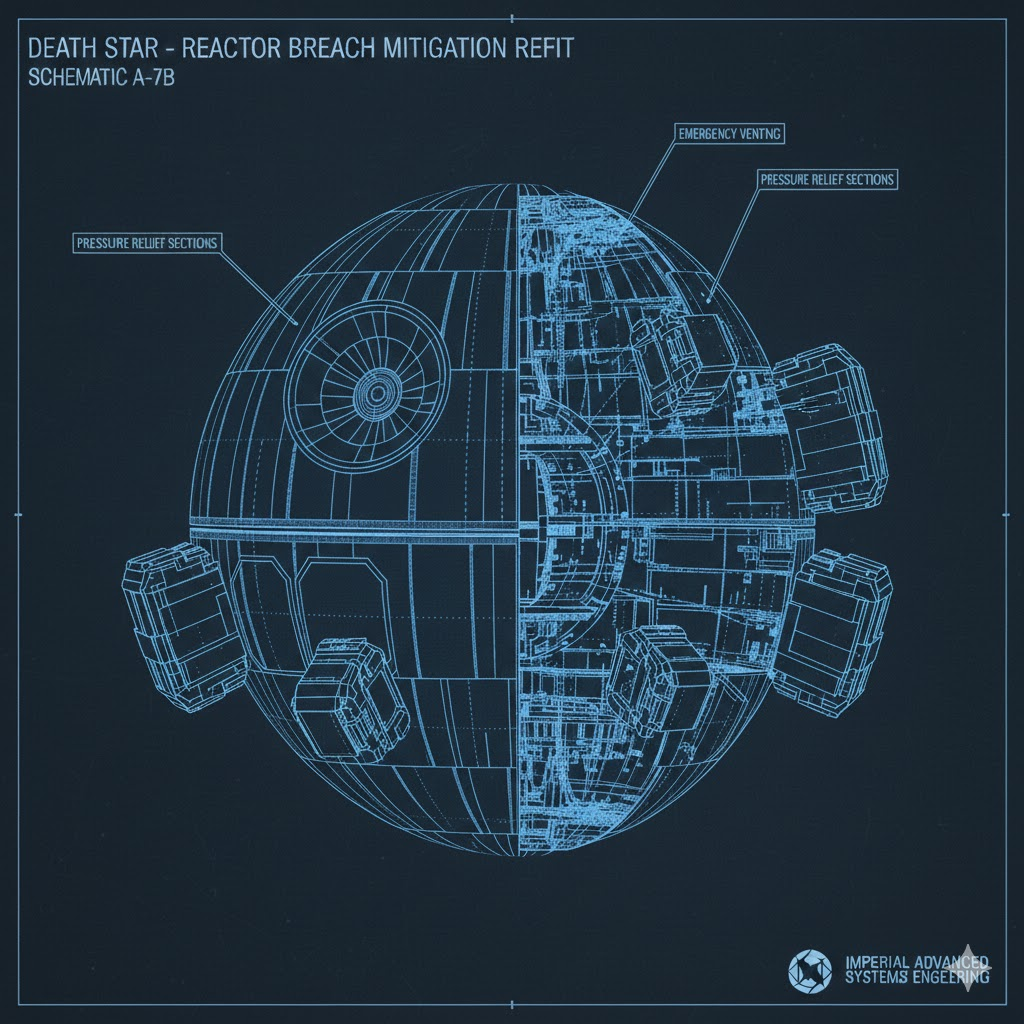 DEATH STAR - REACTOR BREACH MITIGATION REFIT
SCHEMATIC A-7B
EMERGENCY VENTNG
PRESSURE RELIEF SECTIONS
PRESSURE RELUEF SECTIONS
IMPERIAL ADVANCED
SYSTEMS ENGEERING